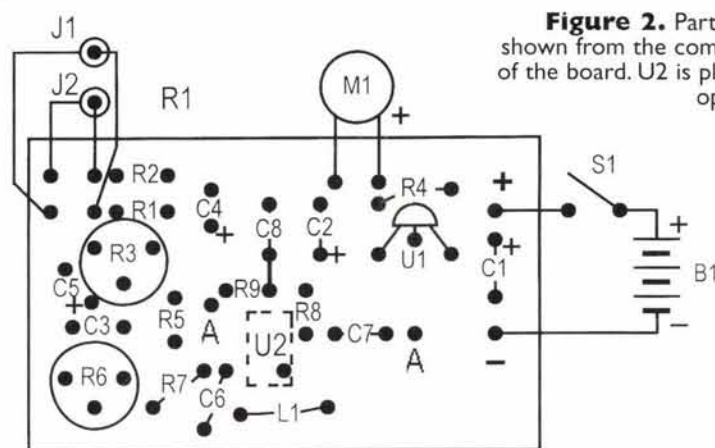 Figure 2. Part
shown from the com
of the board. U2 is pl
op
J1
J2
R1
M1
+
S1
+
B1
−
R2
R1
C4
+
C8
C2
+
R4
U1
+
+
C1
−
R3
C5
+
C3
R5
A
R9
R8
U2
C7
A
R6
R7
C6
L1